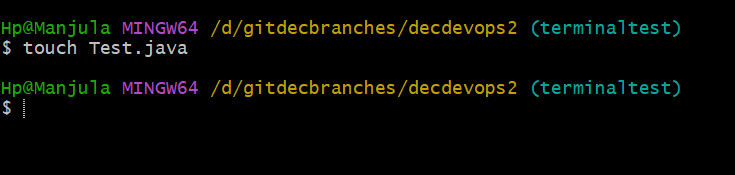 Hp@Manjula MINGW64 /d/gitdecbranches/decdevops2 (terminaltest)
$ touch Test.java
Hp@Manjula MINGW64 /d/gitdecbranches/decdevops2 (terminaltest)
$